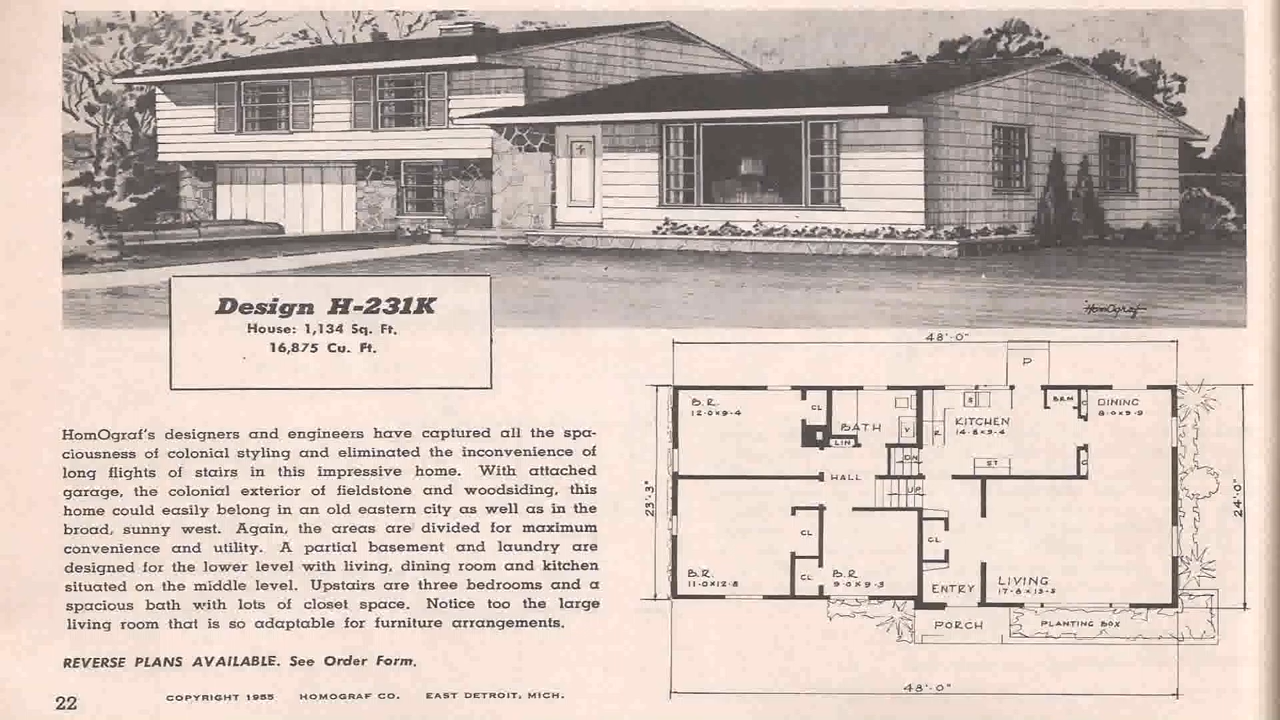 HomOgraf
Design H-231K
House: 1,134 Sq. Ft.
16,875 Cu. Ft.
HomOgraf's designers and engineers have captured all the spa-
ciousness of colonial styling and eliminated the inconvenience of
long flights of stairs in this impressive home. With attached
garage, the colonial exterior of fieldstone and woodsiding, this
home could easily belong in an old eastern city as well as in the
broad, sunny west. Again, the areas are divided for maximum
convenience and utility. A partial basement and laundry are
designed for the lower level with living, dining room and kitchen
situated on the middle level. Upstairs are three bedrooms and a
spacious bath with lots of closet space. Notice too the large
living room that is so adaptable for furniture arrangements.
REVERSE PLANS AVAILABLE. See Order Form.
22
COPYRIGHT 1955 HOMOGRAF CO. EAST DETROIT, MICH.
48'-0"
P
B.R.
12-0x9-4
CL
BATH
LIN
V
S
KITCHEN
14-8x9-4
R
BRM
C
DINING
8-0x9-9
C
DN
ST
HALL
UP
23'-3"
24'-0"
CL
CL
CL
B.R.
11-0x12-8
B.R.
9-0x9-3
ENTRY
LIVING
PORCH
PLANTING BOX
48'-0"